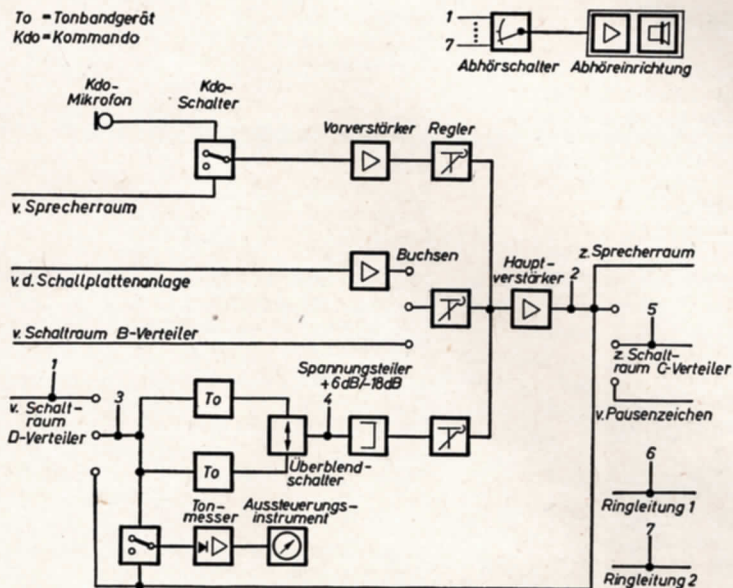 To = Tonbandgerät
Kdo = Kommando
1
7
Abhörschalter
Abhöreinrichtung
Kdo-
Mikrofon
Kdo-
Schalter
Vorverstärker
Regler
v. Sprecherraum
Buchsen
v.d. Schallplattenanlage
Haupt-
verstärker
2
z. Sprecherraum
v. Schaltraum B-Verteiler
5
z. Schalt-
raum C-Verteiler
v. Pausenzeichen
1
v. Schalt-
raum
D-Verteiler
3
To
To
Spannungsteiler
+6dB/-18dB
4
Überblend-
schalter
Ton-
messer
Aussteuerungs-
instrument
6
Ringleitung 1
7
Ringleitung 2